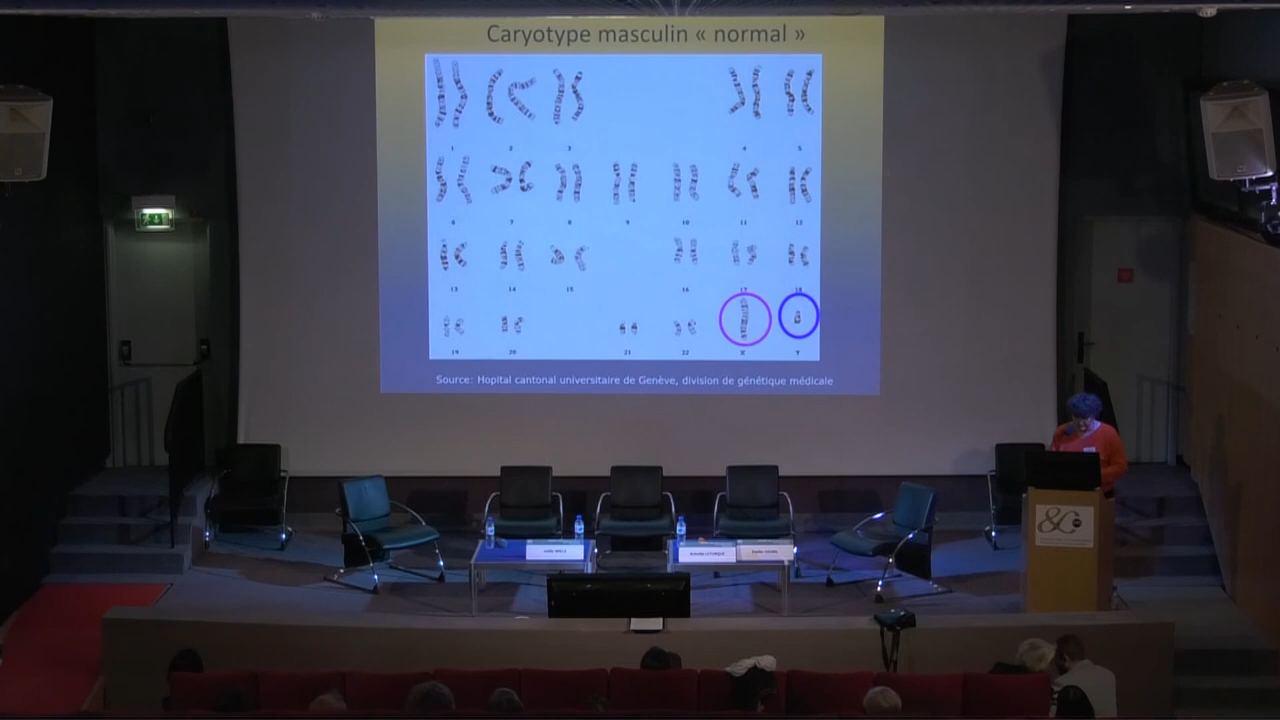 Caryotype masculin « normal »
1 2 3 4 5
6 7 8 9 10 11 12
13 14 15 16 17 18
19 20 21 22 X Y
Source: Hopital cantonal universitaire de Genève, division de génétique médicale
&C